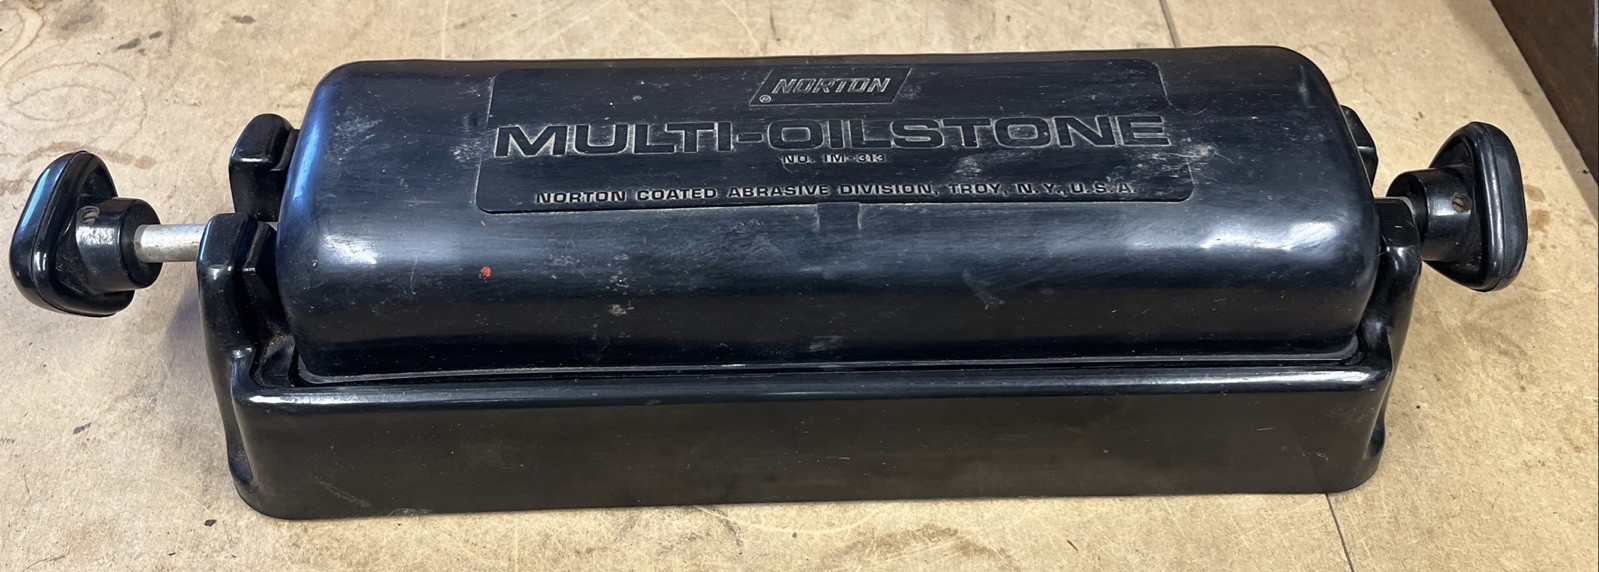 NORTON
®
MULTI-OILSTONE
NO. IM-313
NORTON COATED ABRASIVE DIVISION, TROY, N.Y., U.S.A.